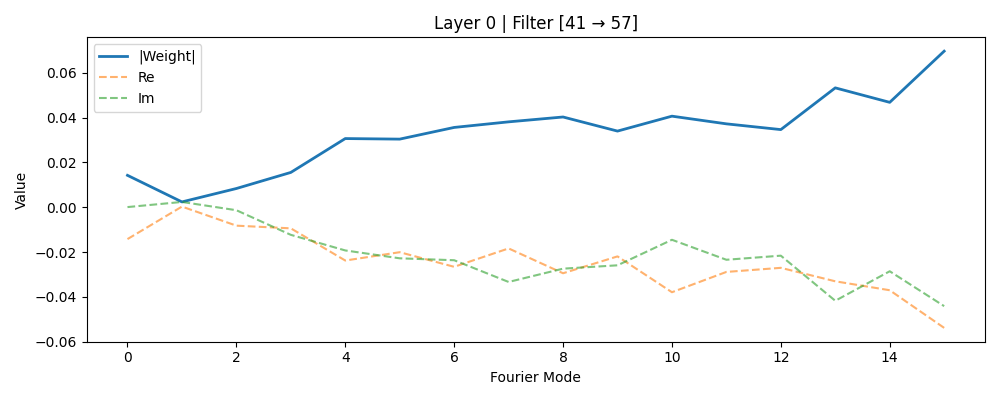 Layer 0 | Filter [41 → 57]
|Weight|
Re
Im
Value
0.06
0.04
0.02
0.00
−0.02
−0.04
−0.06
0 2 4 6 8 10 12 14
Fourier Mode